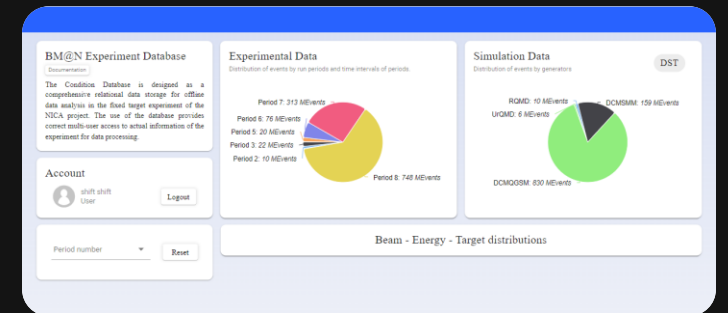 BM@N Experiment Database
Documentation
The Condition Database is designed as a
comprehensive relational data storage for offline
data analysis in the fixed target experiment of the
NICA project. The use of the database provides
correct multi-user access to actual information of the
experiment for data processing.
Account
shift shift
User
Logout
Period number
Reset
Experimental Data
Distribution of events by run periods and time intervals of periods
Period 7: 313 MEvents
Period 6: 76 MEvents
Period 5: 20 MEvents
Period 3: 22 MEvents
Period 2: 10 MEvents
Period 8: 748 MEvents
Simulation Data
Distribution of events by generators
DST
RQMD: 10 MEvents
UrQMD: 6 MEvents
DCMSMM: 159 MEvents
DCMQGSM: 830 MEvents
Beam - Energy - Target distributions